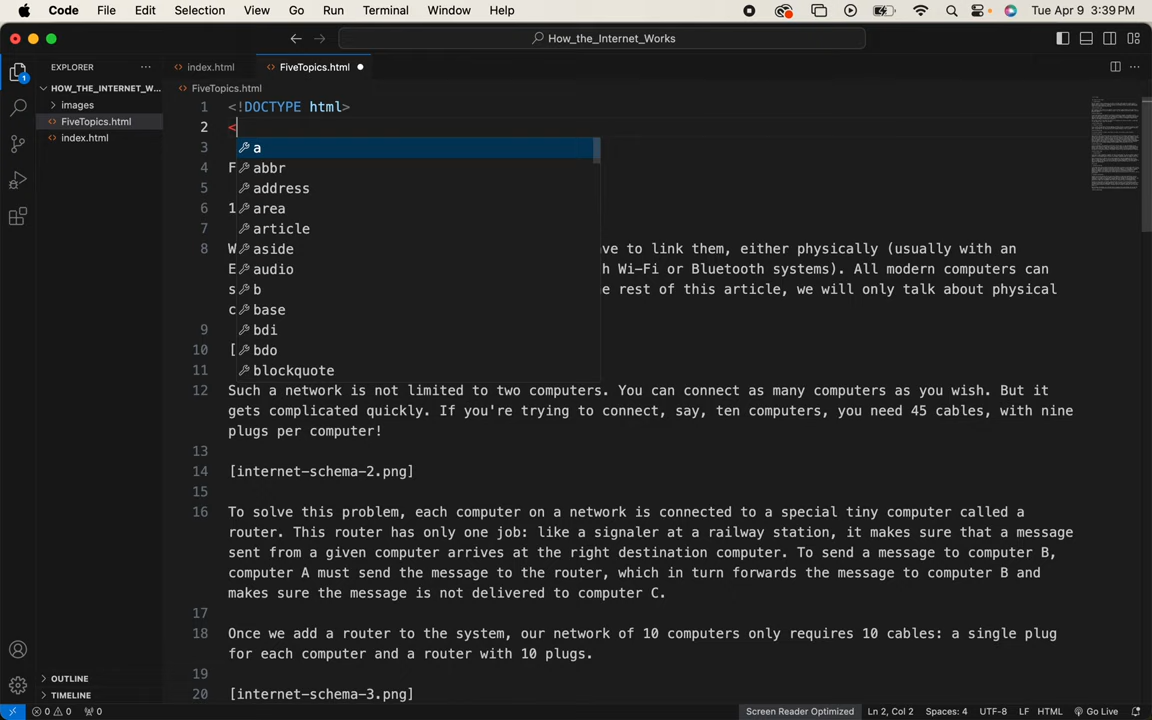 Code File Edit Selection View Go Run Terminal Window Help Tue Apr 9 3:39 PM
How_the_Internet_Works
EXPLORER ··· <> index.html <> FiveTopics.html ●
HOW_THE_INTERNET_W... <> FiveTopics.html
images
<> FiveTopics.html
<> index.html
1 <!DOCTYPE html>
2 <
3 a
4 F abbr
5 address
6 1 area
7 article
8 W aside ve to link them, either physically (usually with an
E audio h Wi-Fi or Bluetooth systems). All modern computers can
s b e rest of this article, we will only talk about physical
c base
9 bdi
10 [ bdo
11 blockquote
12 Such a network is not limited to two computers. You can connect as many computers as you wish. But it
gets complicated quickly. If you're trying to connect, say, ten computers, you need 45 cables, with nine
plugs per computer!
13
14 [internet-schema-2.png]
15
16 To solve this problem, each computer on a network is connected to a special tiny computer called a
router. This router has only one job: like a signaler at a railway station, it makes sure that a message
sent from a given computer arrives at the right destination computer. To send a message to computer B,
computer A must send the message to the router, which in turn forwards the message to computer B and
makes sure the message is not delivered to computer C.
17
18 Once we add a router to the system, our network of 10 computers only requires 10 cables: a single plug
for each computer and a router with 10 plugs.
19
20 [internet-schema-3.png]
OUTLINE
TIMELINE
0 0 0 Screen Reader Optimized Ln 2, Col 2 Spaces: 4 UTF-8 LF HTML Go Live
1